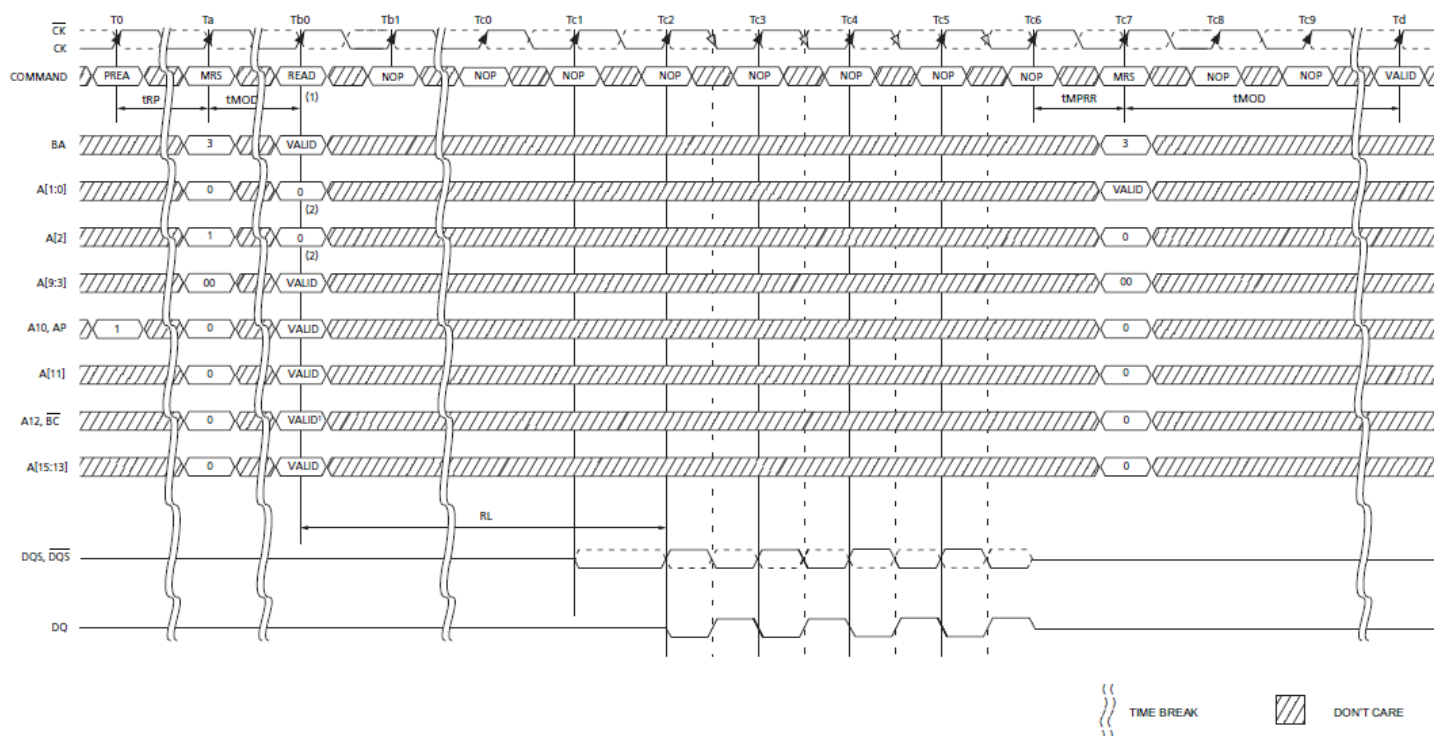 T0 Ta Tb0 Tb1 Tc0 Tc1 Tc2 Tc3 Tc4 Tc5 Tc6 Tc7 Tc8 Tc9 Td
C̅K̅
CK
COMMAND PREA MRS READ NOP NOP NOP NOP NOP NOP NOP NOP MRS NOP NOP VALID
tRP tMOD (1) tMPRR tMOD
BA 3 VALID 3
A[1:0] 0 0 VALID
(2)
A[2] 1 0 0
(2)
A[9:3] 00 VALID 00
A10, AP 1 0 VALID 0
A[11] 0 VALID 0
A12, B̅C̅ 0 VALID¹ 0
A[15:13] 0 VALID 0
RL
DQS, D̅Q̅S̅
DQ
TIME BREAK DON'T CARE